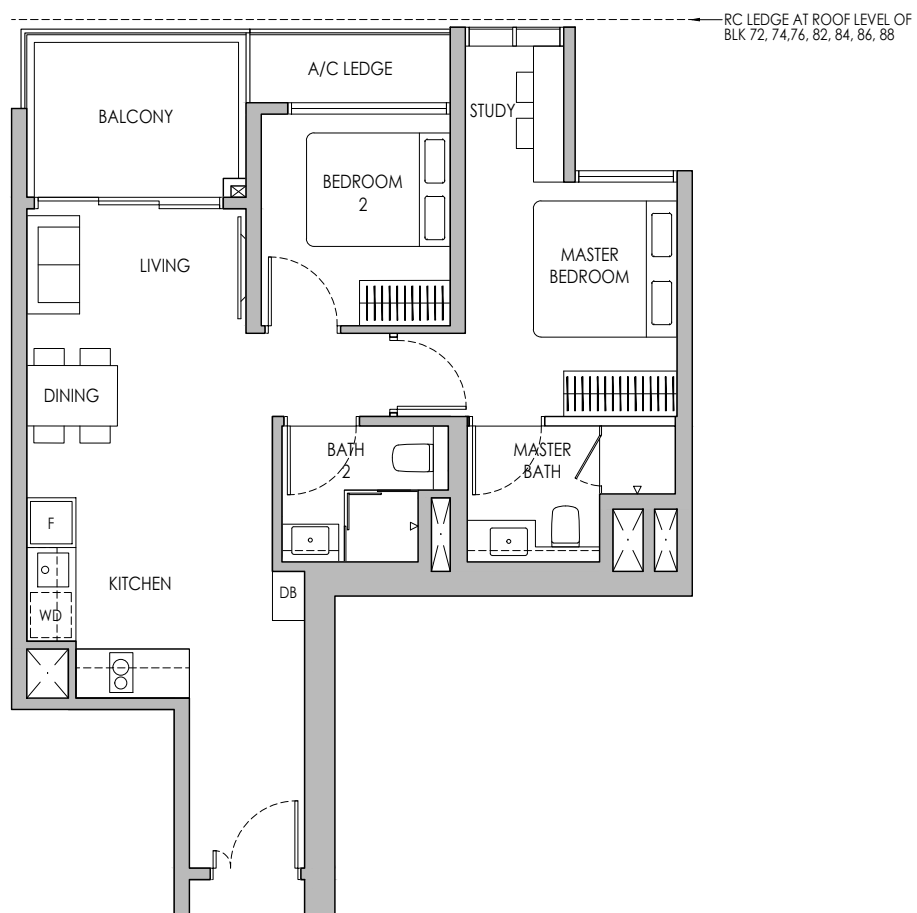 RC LEDGE AT ROOF LEVEL OF
BLK 72, 74,76, 82, 84, 86, 88
A/C LEDGE
BALCONY
STUDY
BEDROOM
2
LIVING
MASTER
BEDROOM
DINING
BATH
2
MASTER
BATH
F
KITCHEN
DB
WD